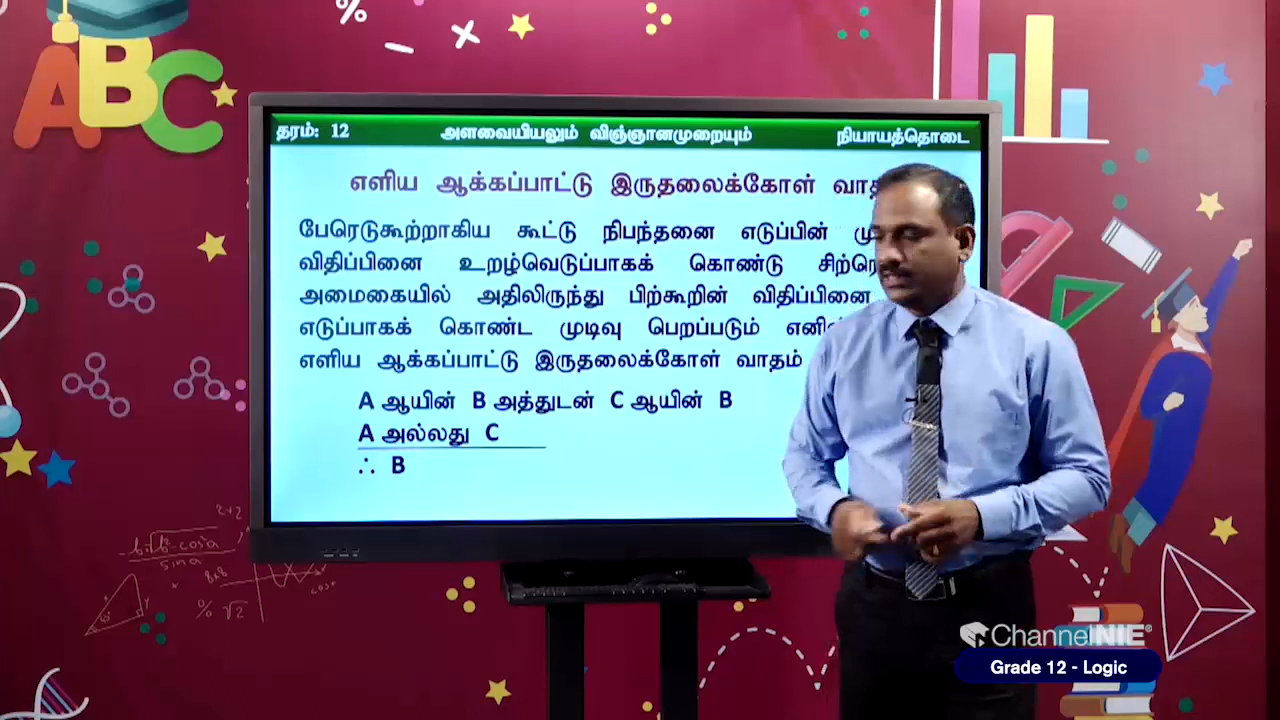 ABC
தரம்: 12 அளவையியலும் விஞ்ஞானமுறையும் நியாயத்தொடை
எளிய ஆக்கப்பாட்டு இருதலைக்கோள்
பேரெடுகூற்றாகிய கூட்டு நிபந்தனை எடுப்பின்
விதிப்பினை உறழ்வெடுப்பாகக் கொண்டு
அமைகையில் அதிலிருந்து பிற்கூறின் விதிப்பினை
எடுப்பாகக் கொண்ட முடிவு பெறப்படும்
எளிய ஆக்கப்பாட்டு இருதலைக்கோள் வாதம்
A ஆயின் B அத்துடன் C ஆயின் B
A அல்லது C
∴ B
ChannelNIE®
Grade 12 - Logic